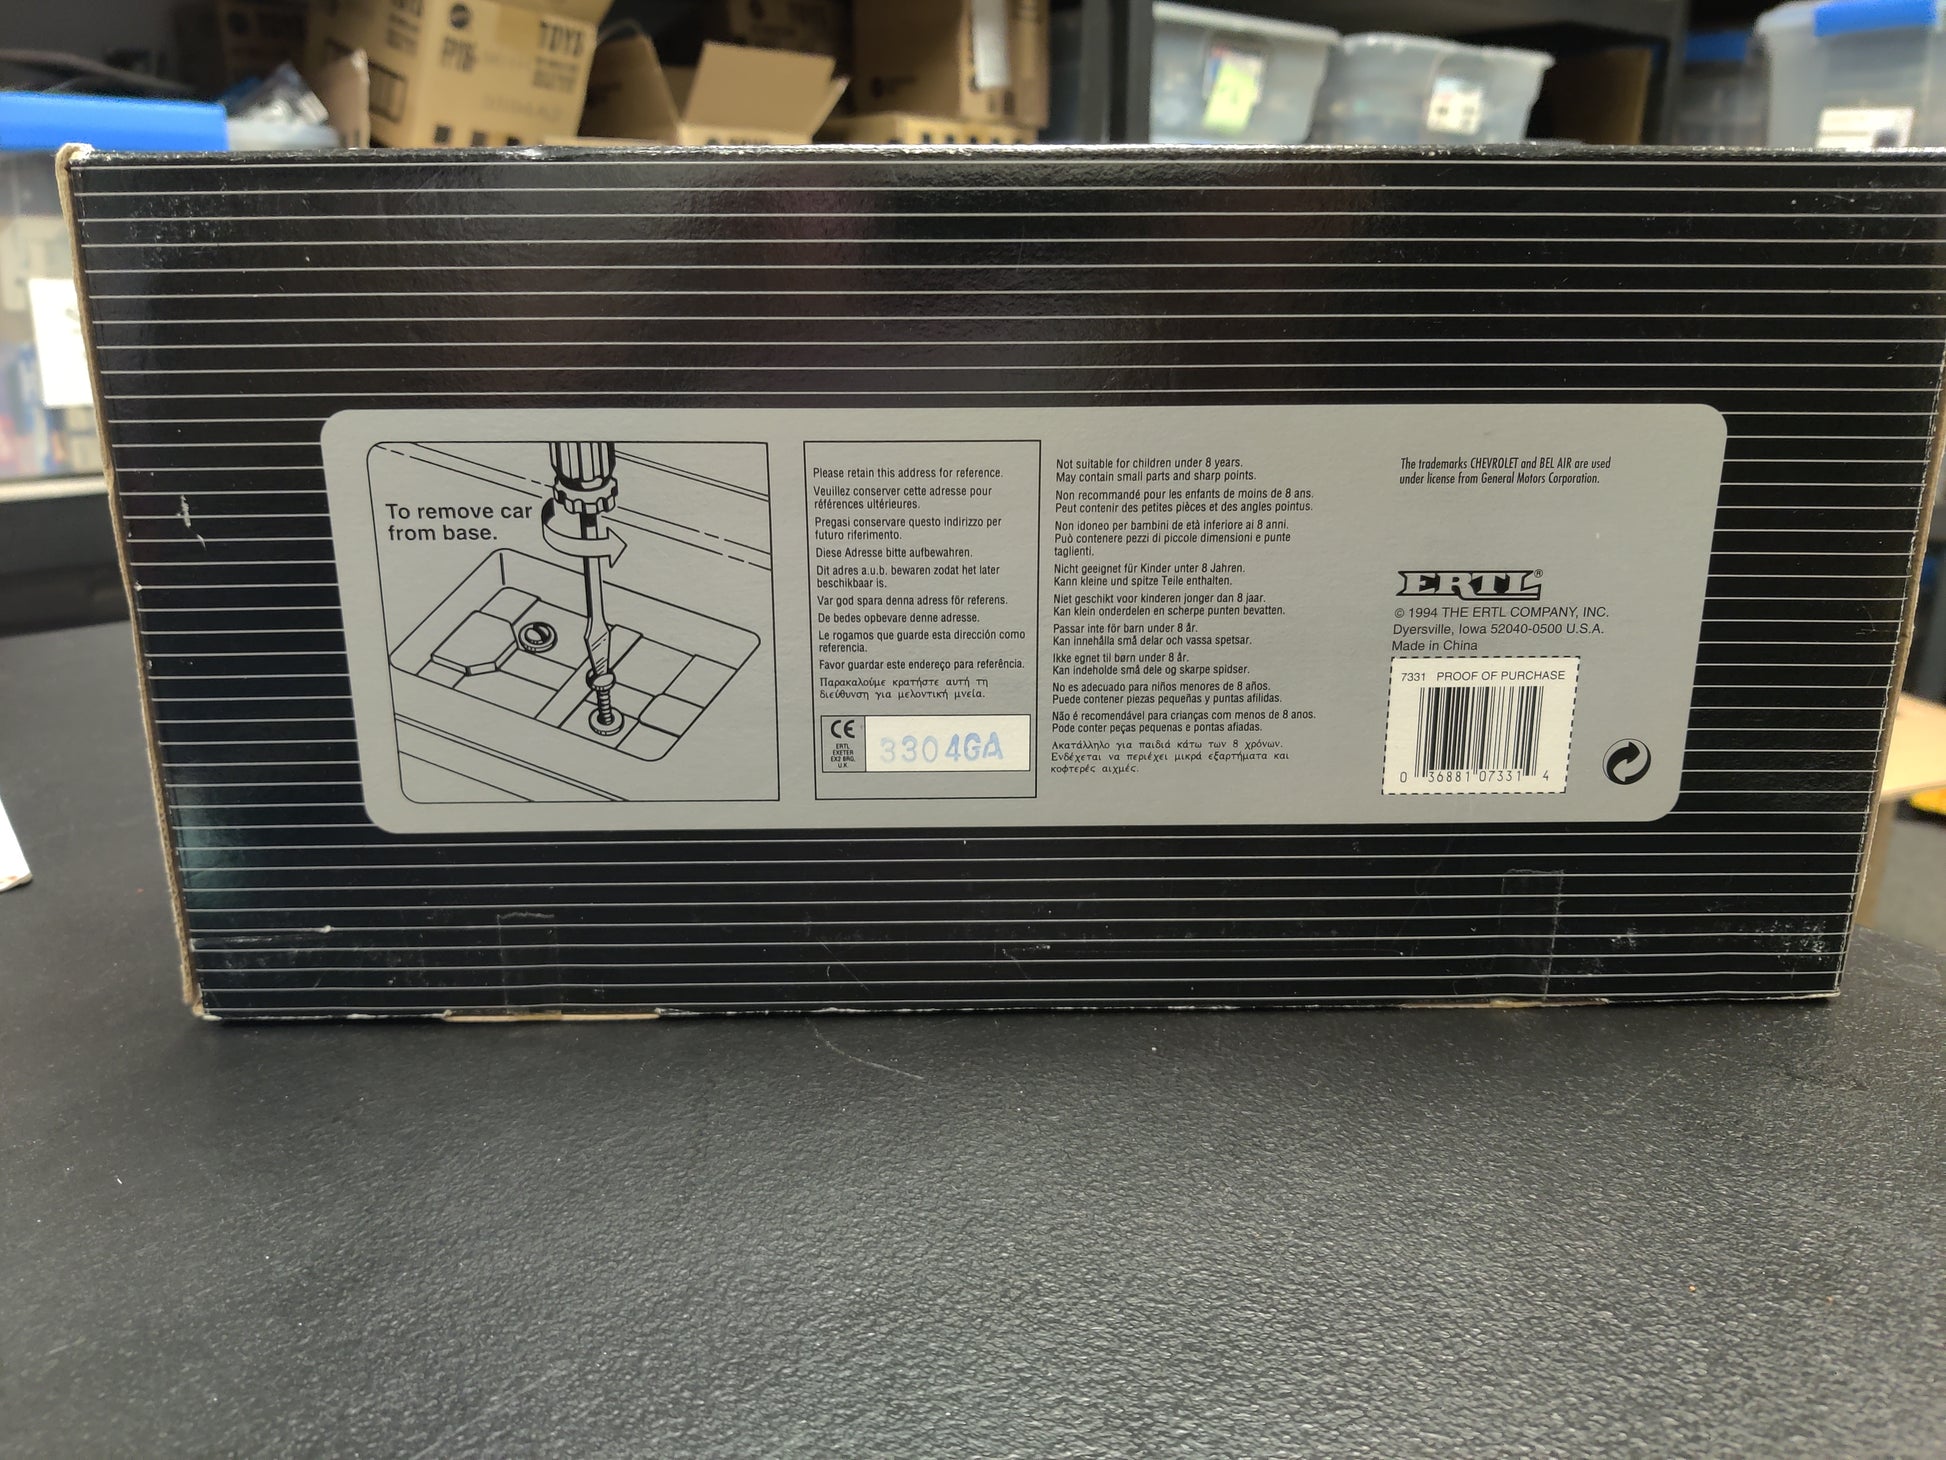 TOYS
To remove car
from base.
Please retain this address for reference.
Veuillez conserver cette adresse pour
références ultérieures.
Pregasi conservare questo indirizzo per
futuro riferimento.
Diese Adresse bitte aufbewahren.
Dit adres a.u.b. bewaren zodat het later
beschikbaar is.
Var god spara denna adress för referens.
De bedes opbevare denne adresse.
Le rogamos que guarde esta dirección como
referencia.
Favor guardar este endereço para referência.
Παρακαλούμε κρατήστε αυτή τη
διεύθυνση για μελοντική μνεία.
CE
ERTL
EXETER
EX2 8RG.
U.K
3304GA
Not suitable for children under 8 years.
May contain small parts and sharp points.
Non recommandé pour les enfants de moins de 8 ans.
Peut contenir des petites pièces et des angles pointus.
Non idoneo per bambini de età inferiore ai 8 anni.
Può contenere pezzi di piccole dimensioni e punte
taglienti.
Nicht geeignet für Kinder unter 8 Jahren.
Kann kleine und spitze Teile enthalten.
Niet geschikt voor kinderen jonger dan 8 jaar.
Kan klein onderdelen en scherpe punten bevatten.
Passar inte för barn under 8 år.
Kan innehålla små delar och vassa spetsar.
Ikke egnet til børn under 8 år.
Kan indeholde små dele og skarpe spidser.
No es adecuado para niños menores de 8 años.
Puede contener piezas pequeñas y puntas afilidas.
Não é recomendável para crianças com menos de 8 anos.
Pode conter peças pequenas e pontas afiadas.
Ακατάλληλο για παιδιά κάτω των 8 χρόνων.
Ενδέχεται να περιέχει μικρά εξαρτήματα και
κοφτερές αιχμές.
The trademarks CHEVROLET and BEL AIR are used
under license from General Motors Corporation.
ERTL®
© 1994 THE ERTL COMPANY, INC.
Dyersville, Iowa 52040-0500 U.S.A.
Made in China
7331 PROOF OF PURCHASE
0 36881 07331 4